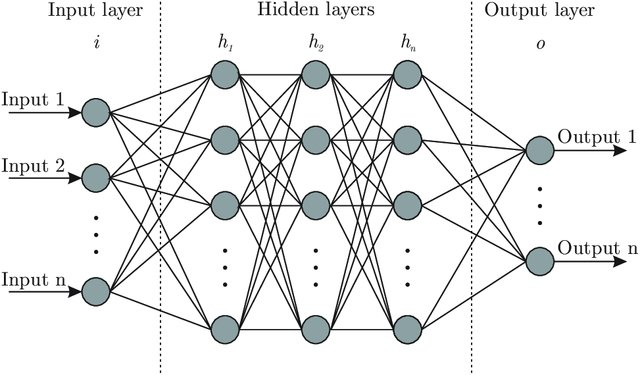 Input layer
Hidden layers
Output layer
i
h1
h2
hn
o
Input 1
Input 2
Input n
Output 1
Output n